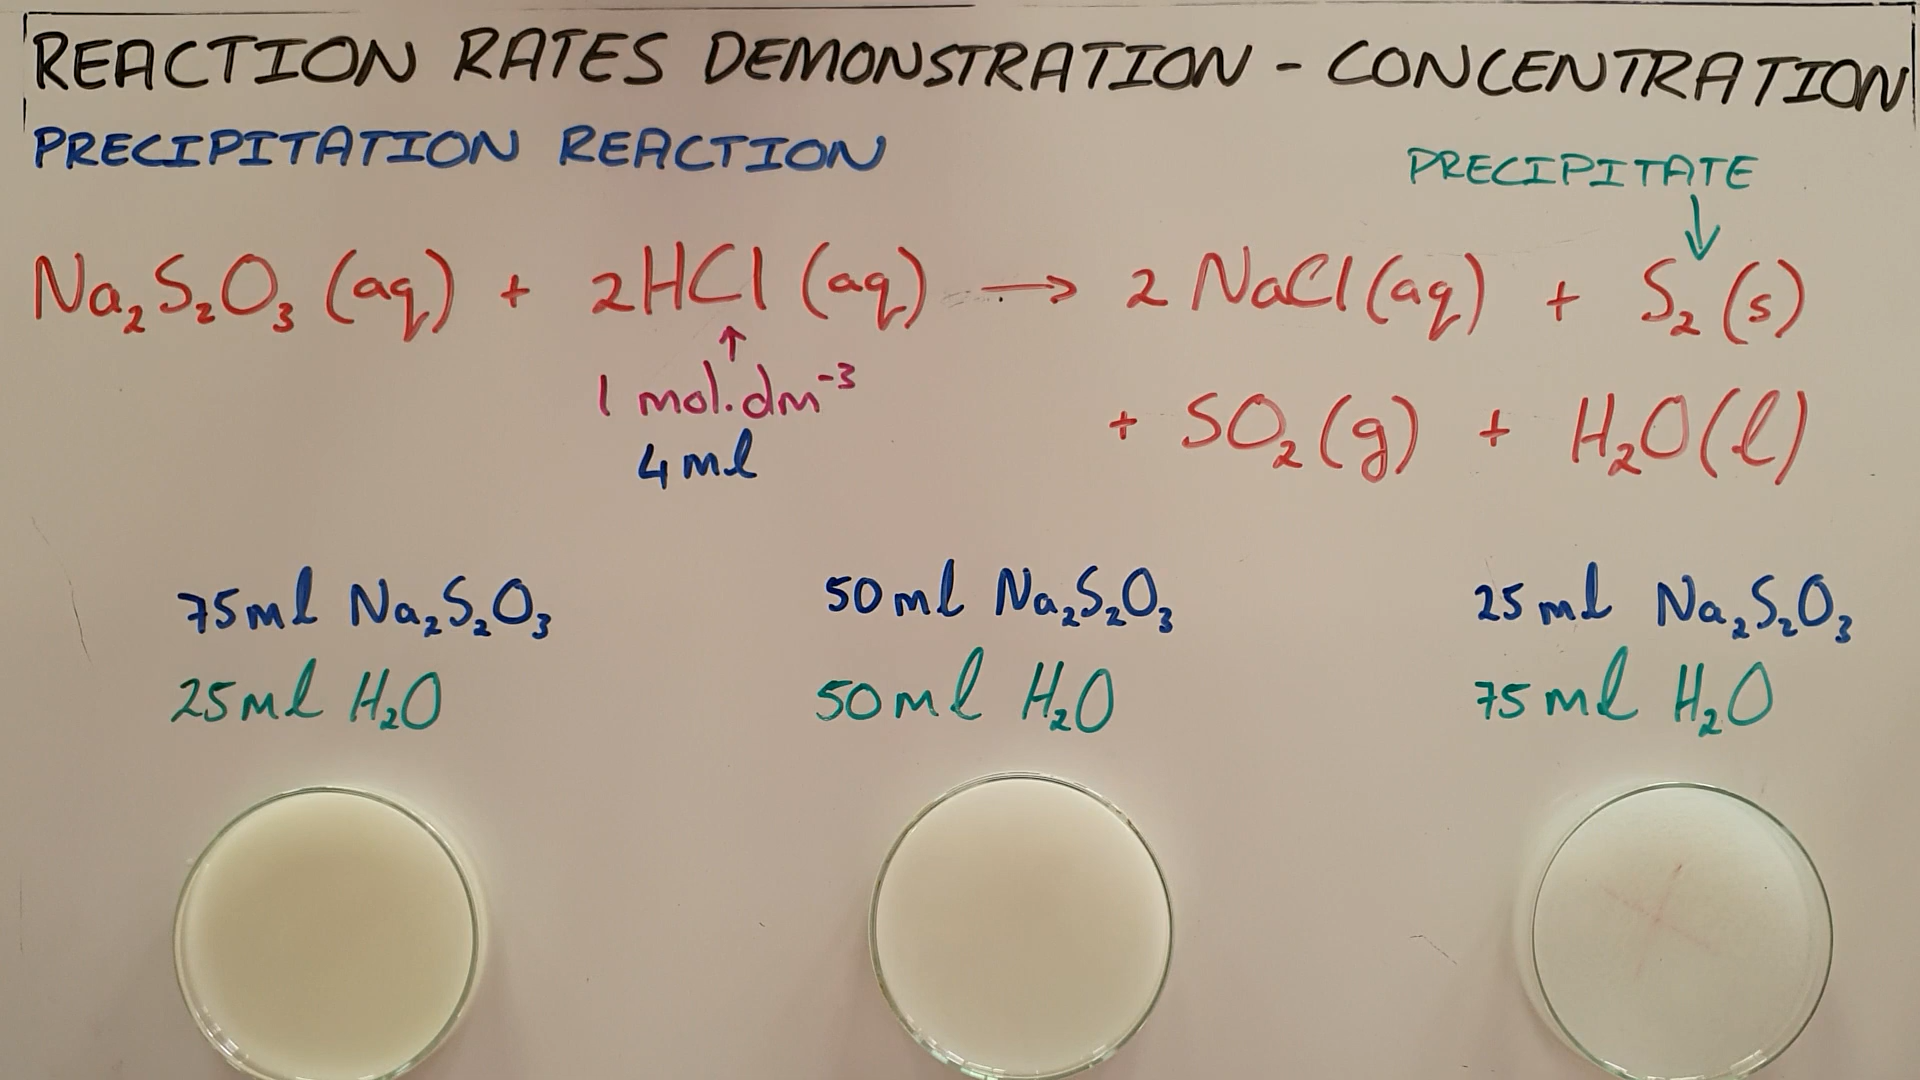 REACTION RATES DEMONSTRATION - CONCENTRATION
PRECIPITATION REACTION
PRECIPITATE
↓
Na₂S₂O₃ (aq) + 2HCl (aq) → 2 NaCl (aq) + S₂ (s)
↑
1 mol.dm⁻³
+ SO₂ (g) + H₂O (l)
4 ml
75 ml Na₂S₂O₃
25 ml H₂O
50 ml Na₂S₂O₃
50 ml H₂O
25 ml Na₂S₂O₃
75 ml H₂O